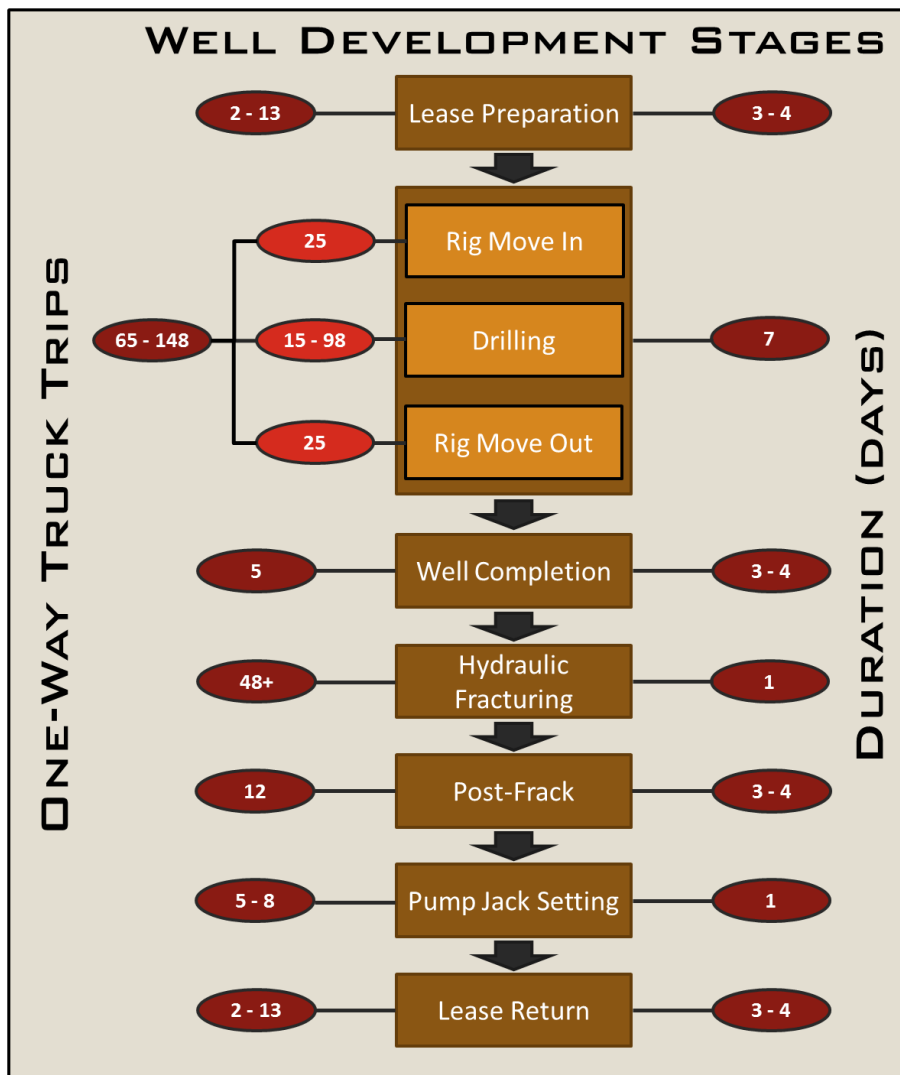 WELL DEVELOPMENT STAGES
ONE-WAY TRUCK TRIPS
DURATION (DAYS)
2 - 13
Lease Preparation
3 - 4
25
Rig Move In
65 - 148
15 - 98
Drilling
7
25
Rig Move Out
5
Well Completion
3 - 4
48+
Hydraulic
Fracturing
1
12
Post-Frack
3 - 4
5 - 8
Pump Jack Setting
1
2 - 13
Lease Return
3 - 4